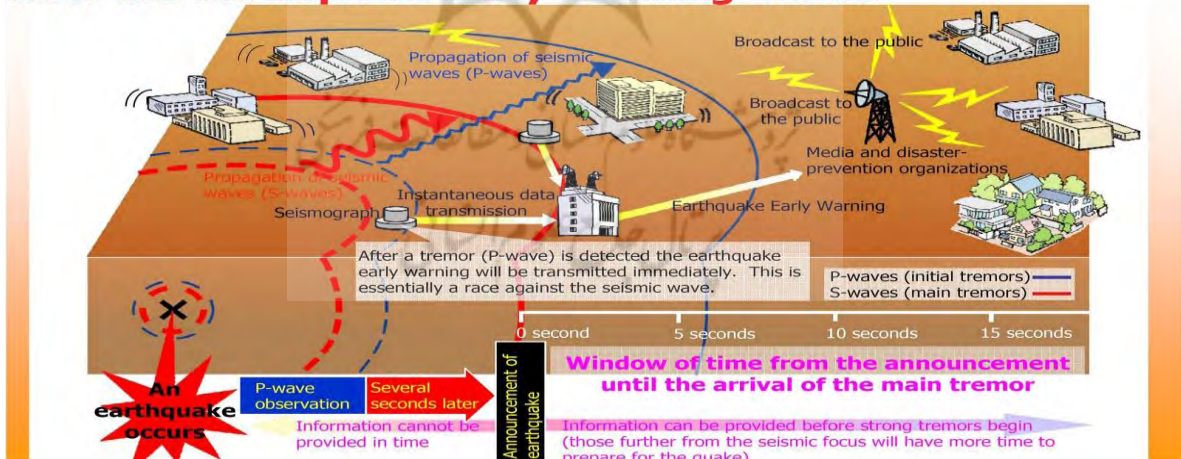 Broadcast to the public
Propagation of seismic
waves (P-waves)
Broadcast to
the public
Media and disaster-
prevention organizations
Propagation of seismic
waves (S-waves)
Instantaneous data
transmission
Seismograph
Earthquake Early Warning
After a tremor (P-wave) is detected the earthquake
early warning will be transmitted immediately. This is
essentially a race against the seismic wave.
P-waves (initial tremors)
S-waves (main tremors)
0 second
5 seconds
10 seconds
15 seconds
Window of time from the announcement
until the arrival of the main tremor
An
earthquake
occurs
P-wave
observation
Several
seconds later
Announcement of
earthquake
Information cannot be
provided in time
Information can be provided before strong tremors begin
(those further from the seismic focus will have more time to
prepare for the quake)